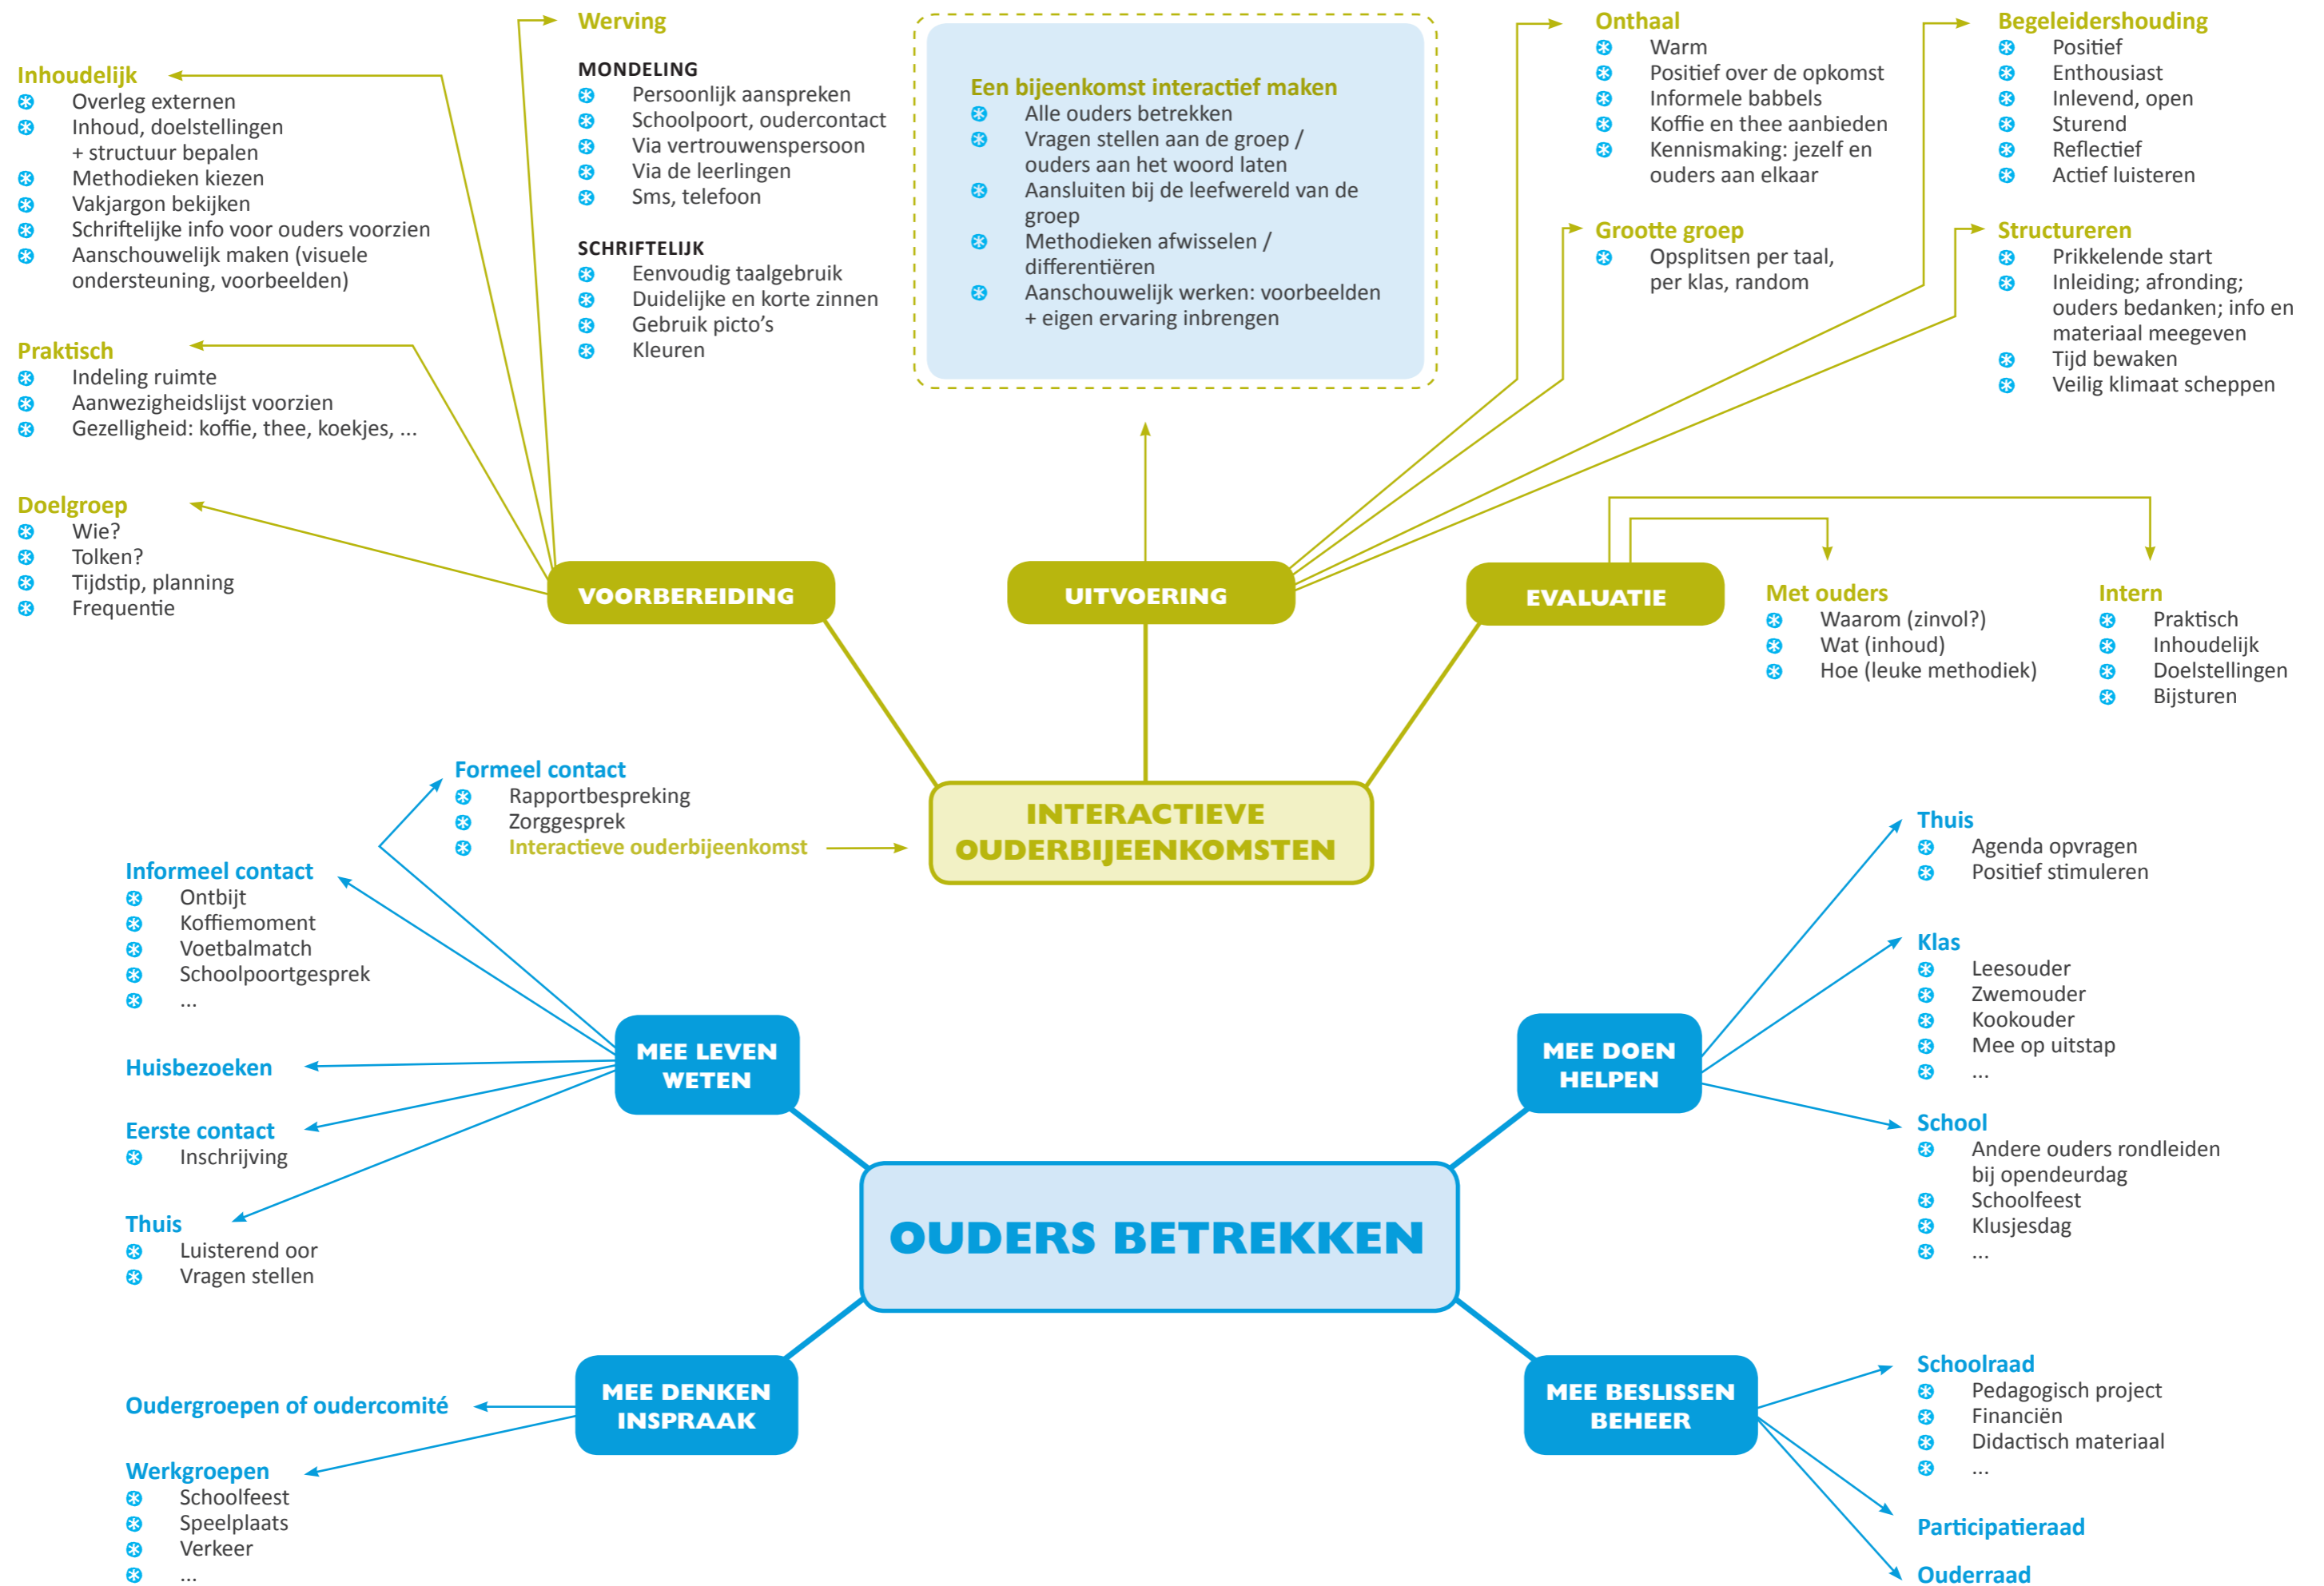 Werving
MONDELING
Persoonlijk aanspreken
Schoolpoort, oudercontact
Via vertrouwenspersoon
Via de leerlingen
Sms, telefoon
SCHRIFTELIJK
Eenvoudig taalgebruik
Duidelijke en korte zinnen
Gebruik picto's
Kleuren
Inhoudelijk
Overleg externen
Inhoud, doelstellingen
+ structuur bepalen
Methodieken kiezen
Vakjargon bekijken
Schriftelijke info voor ouders voorzien
Aanschouwelijk maken (visuele
ondersteuning, voorbeelden)
Praktisch
Indeling ruimte
Aanwezigheidslijst voorzien
Gezelligheid: koffie, thee, koekjes, ...
Doelgroep
Wie?
Tolken?
Tijdstip, planning
Frequentie
VOORBEREIDING
Een bijeenkomst interactief maken
Alle ouders betrekken
Vragen stellen aan de groep /
ouders aan het woord laten
Aansluiten bij de leefwereld van de
groep
Methodieken afwisselen /
differentiëren
Aanschouwelijk werken: voorbeelden
+ eigen ervaring inbrengen
Onthaal
Warm
Positief over de opkomst
Informele babbels
Koffie en thee aanbieden
Kennismaking: jezelf en
ouders aan elkaar
Grootte groep
Opsplitsen per taal,
per klas, random
Begeleidershouding
Positief
Enthousiast
Inlevend, open
Sturend
Reflectief
Actief luisteren
Structureren
Prikkelende start
Inleiding; afronding;
ouders bedanken; info en
materiaal meegeven
Tijd bewaken
Veilig klimaat scheppen
UITVOERING
EVALUATIE
Met ouders
Waarom (zinvol?)
Wat (inhoud)
Hoe (leuke methodiek)
Intern
Praktisch
Inhoudelijk
Doelstellingen
Bijsturen
INTERACTIEVE
OUDERBIJEENKOMSTEN
Formeel contact
Rapportbespreking
Zorggesprek
Interactieve ouderbijeenkomst
Informeel contact
Ontbijt
Koffiemoment
Voetbalmatch
Schoolpoortgesprek
...
Huisbezoeken
Eerste contact
Inschrijving
Thuis
Luisterend oor
Vragen stellen
MEE LEVEN
WETEN
MEE DOEN
HELPEN
Thuis
Agenda opvragen
Positief stimuleren
Klas
Leesouder
Zwemouder
Kookouder
Mee op uitstap
...
School
Andere ouders rondleiden
bij opendeurdag
Schoolfeest
Klusjesdag
...
OUDERS BETREKKEN
MEE DENKEN
INSPRAAK
Oudergroepen of oudercomité
Werkgroepen
Schoolfeest
Speelplaats
Verkeer
...
MEE BESLISSEN
BEHEER
Schoolraad
Pedagogisch project
Financiën
Didactisch materiaal
...
Participatieraad
Ouderraad